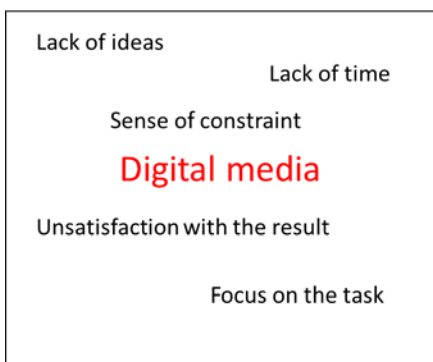 Lack of ideas
Lack of time
Sense of constraint
Digital media
Unsatisfaction with the result
Focus on the task